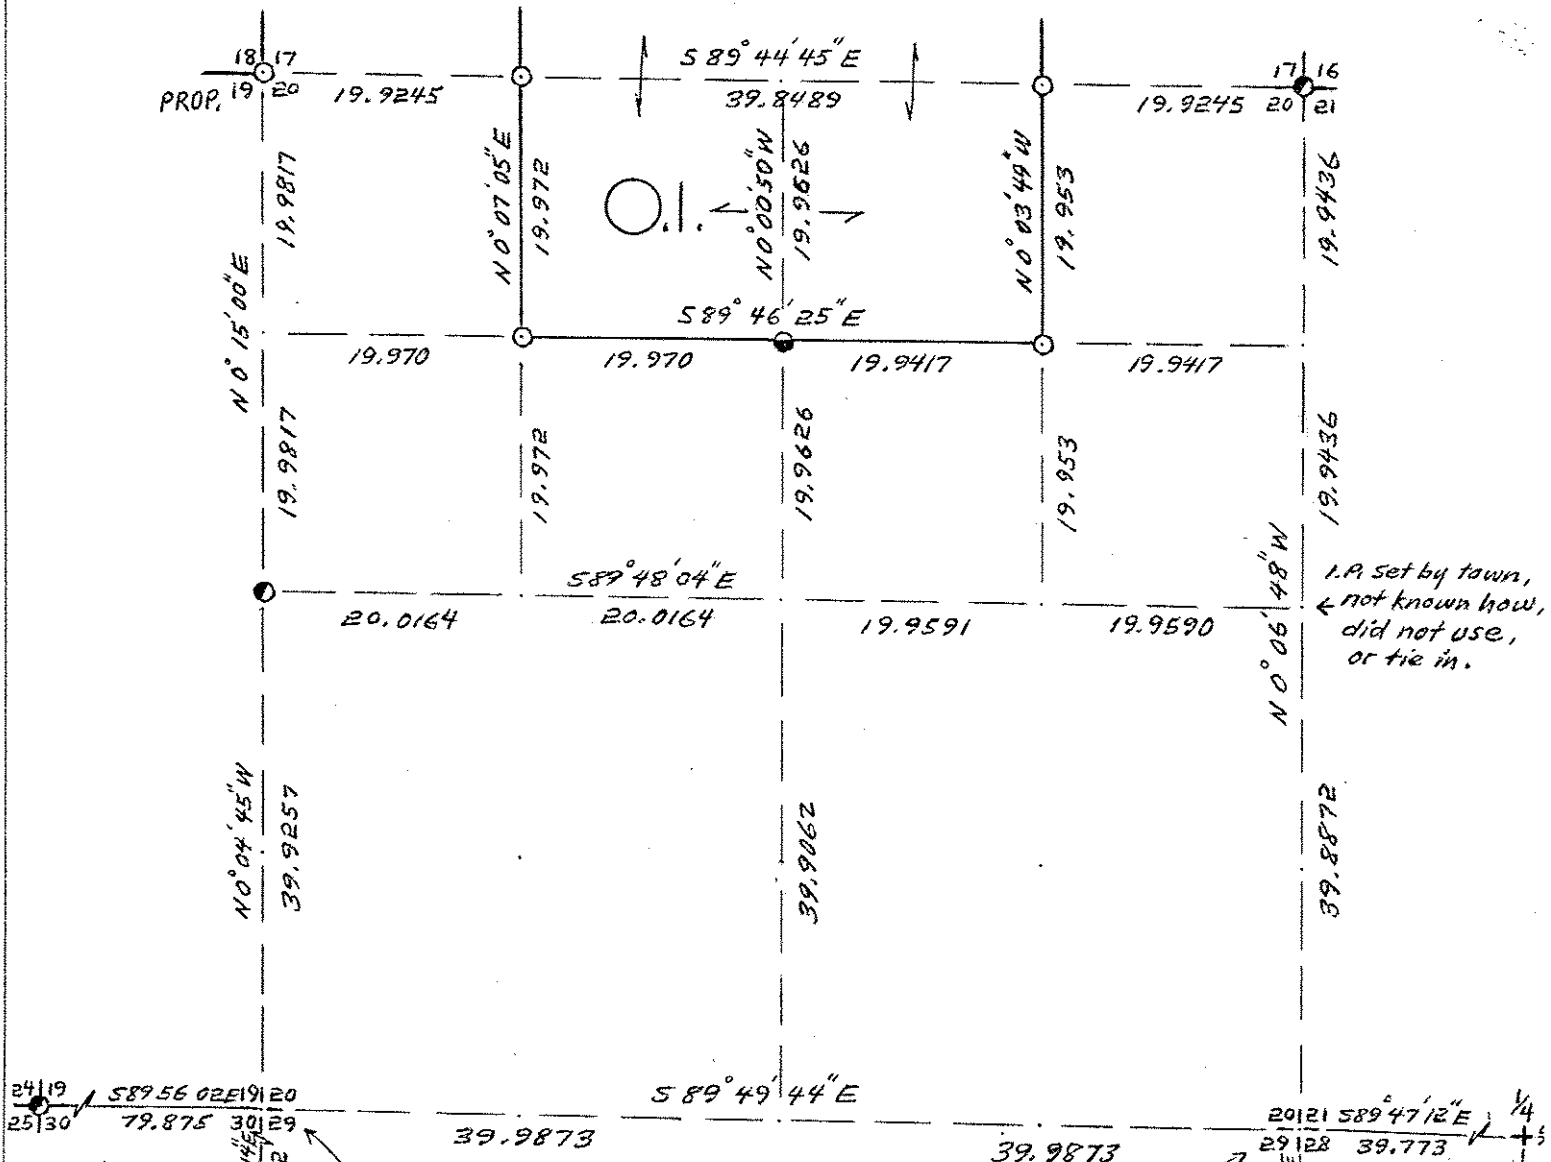 18 17
S 89° 44' 45" E
17 16
PROP. 19 20
19.9245
39.8489
19.9245
20 21
19.9817
N 0° 07' 05" E
19.972
N 0° 00' 50" W
19.9626
N 0° 03' 49" W
19.953
19.9436
O.I.
N 0° 15' 00" E
S 89° 46' 25" E
19.970
19.970
19.9417
19.9417
19.9817
19.972
19.9626
19.953
19.9436
S 89° 48' 04" E
20.0164
20.0164
19.9591
19.9590
N 0° 06' 48" W
I.P. set by town,
not known how,
did not use,
or tie in.
N 0° 04' 45" W
39.9257
39.9062
39.8872
24 19
S 89 56 02 E
19 20
S 89° 49' 44" E
20 21
S 89° 47' 12" E
1/4
25 30
79.875
30 29
39.9873
39.9873
29 28
39.773